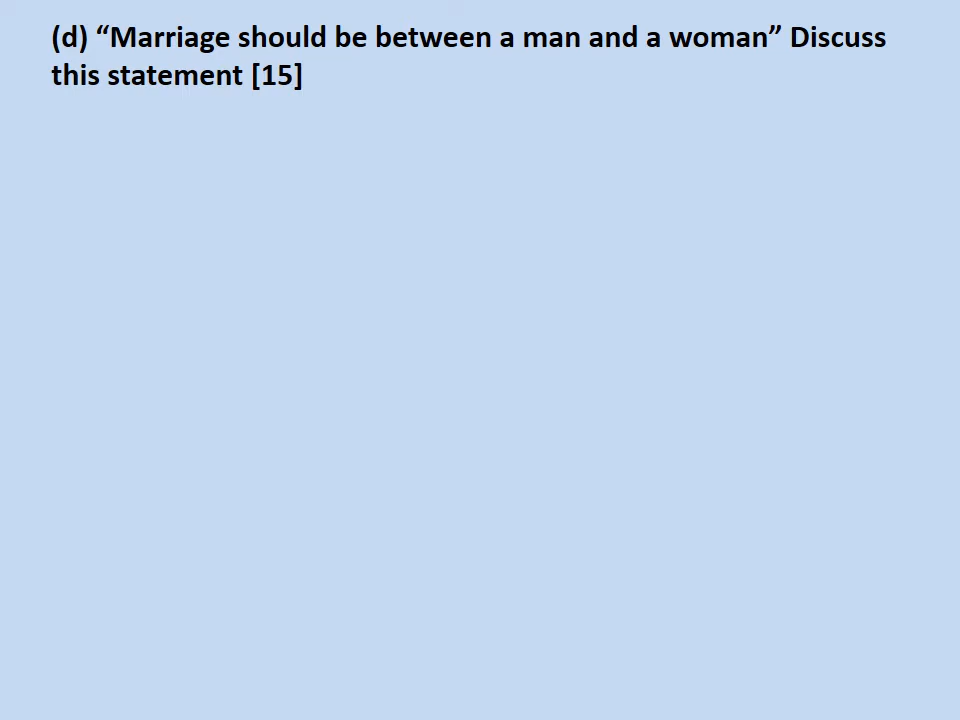 (d) “Marriage should be between a man and a woman” Discuss
this statement [15]